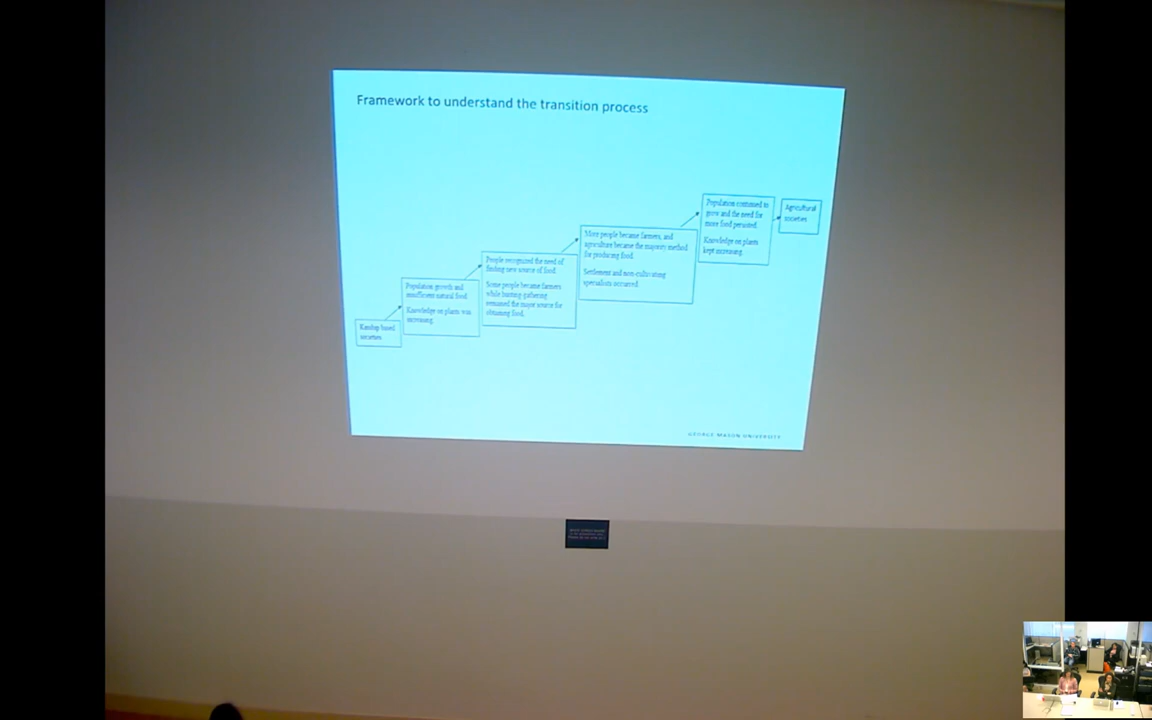 Framework to understand the transition process
Kinship based
societies
Population growth and
insufficient natural food
Knowledge on plants was
increasing.
People recognized the need of
finding new source of food
Some people became farmers
while hunting-gathering
remained the major source for
obtaining food.
More people became farmers, and
agriculture became the majority method
for producing food
Settlement and non-cultivating
specialists occurred.
Population continued to
grow and the need for
more food persisted.
Knowledge on plants
kept increasing.
Agricultural
societies
GEORGE MASON UNIVERSITY